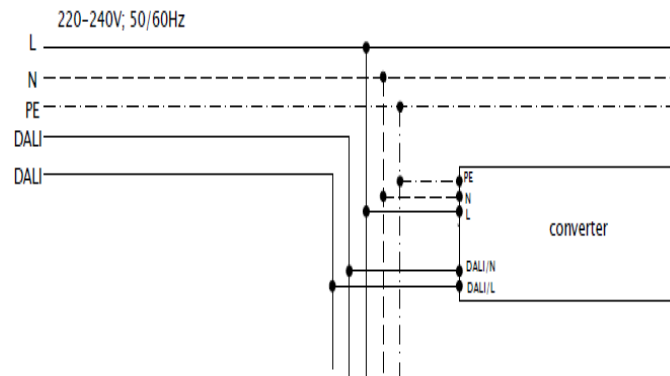 220-240V; 50/60Hz
L
N
PE
DALI
DALI
PE
N
L
converter
DALI/N
DALI/L